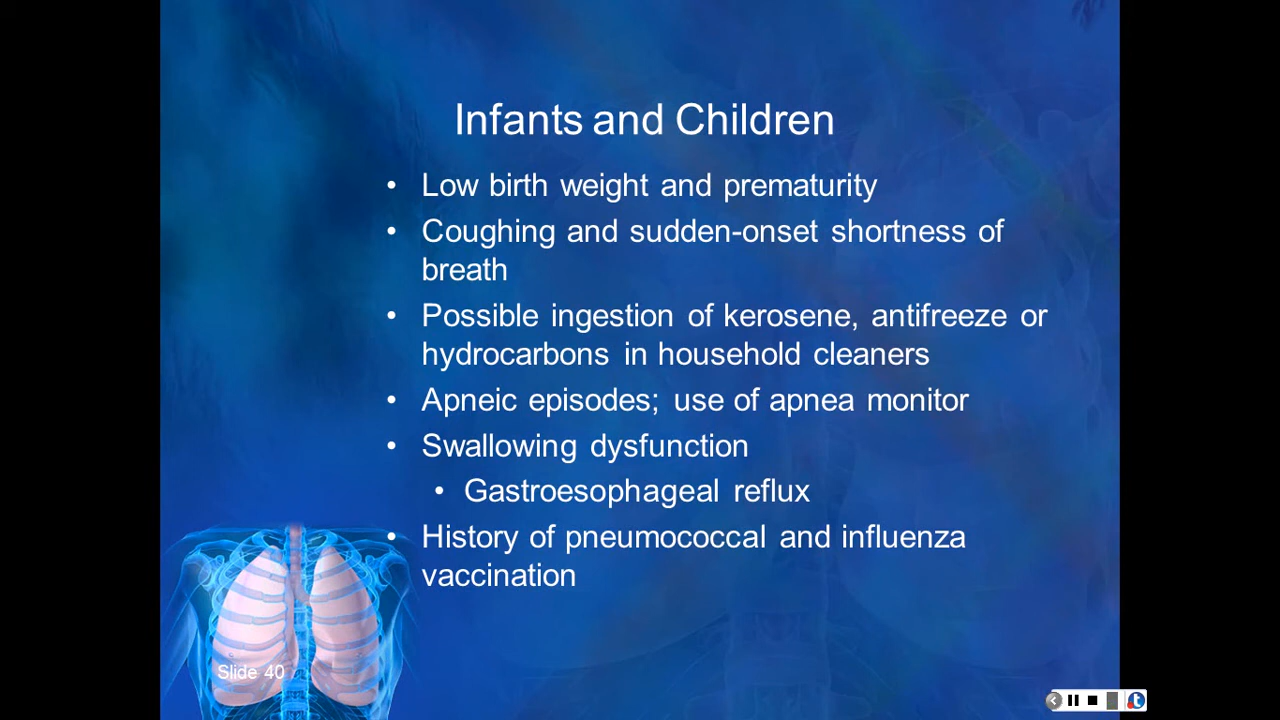 Infants and Children
• Low birth weight and prematurity
• Coughing and sudden-onset shortness of
breath
• Possible ingestion of kerosene, antifreeze or
hydrocarbons in household cleaners
• Apneic episodes; use of apnea monitor
• Swallowing dysfunction
• Gastroesophageal reflux
• History of pneumococcal and influenza
vaccination
Slide 40
t